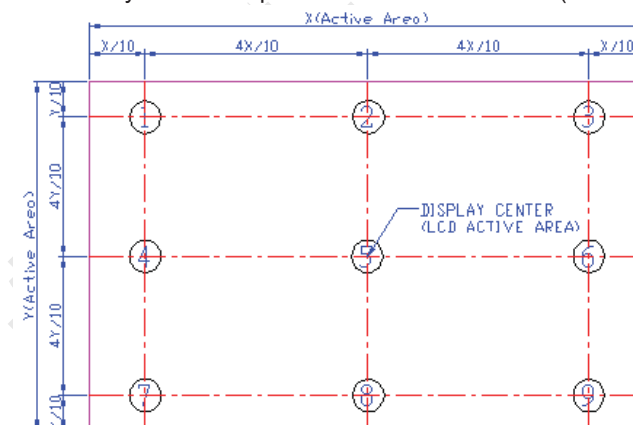 X(Active Area)
X/10 4X/10 4X/10 X/10
Y/10
1 2 3
4Y/10
DISPLAY CENTER
(LCD ACTIVE AREA)
Y(Active Area)
4 5 6
4Y/10
7 8 9